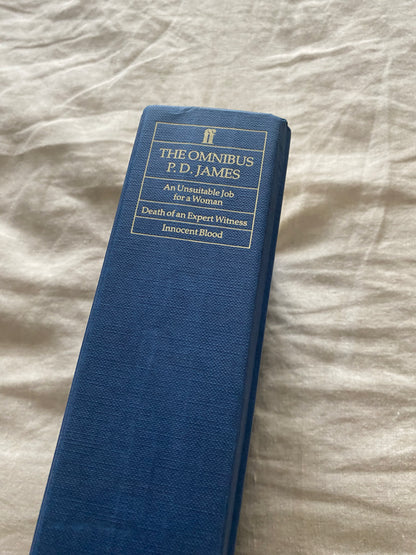 ff
THE OMNIBUS
P. D. JAMES
An Unsuitable Job
for a Woman
Death of an Expert Witness
Innocent Blood